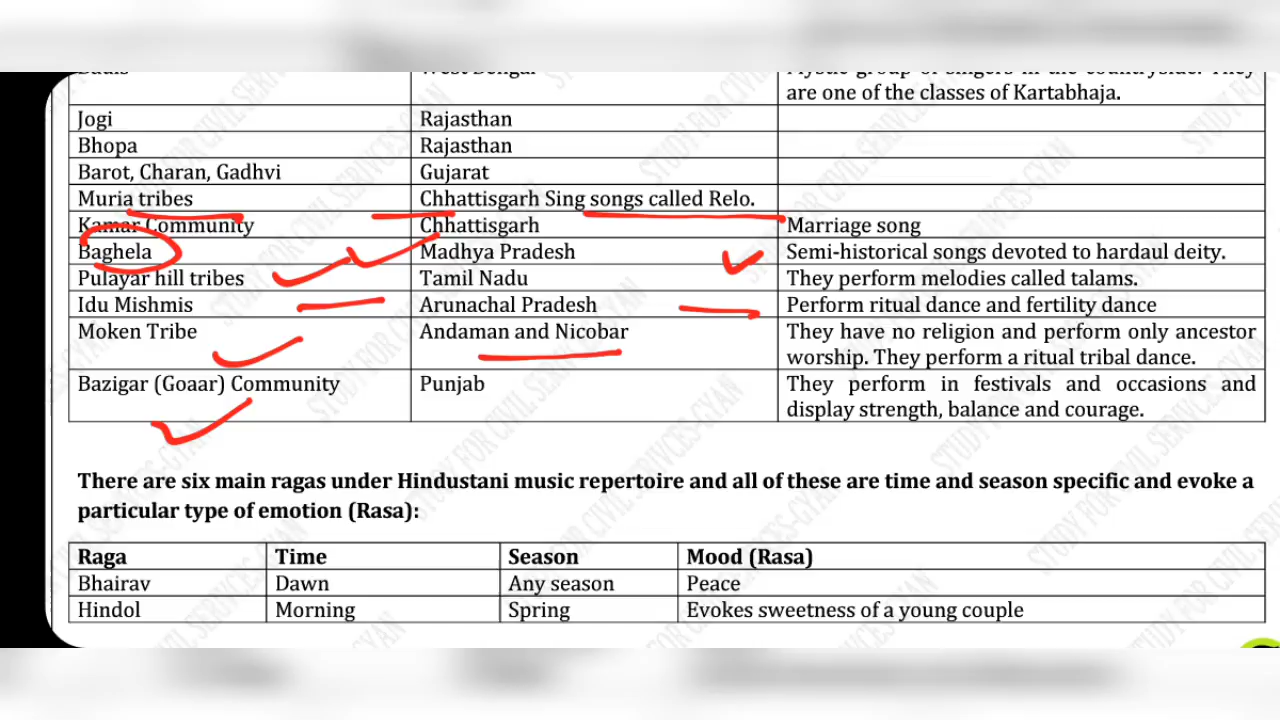 are one of the classes of Kartabhaja.
Jogi Rajasthan
Bhopa Rajasthan
Barot, Charan, Gadhvi Gujarat
Muria tribes Chhattisgarh Sing songs called Relo.
Kamar Community Chhattisgarh Marriage song
Baghela Madhya Pradesh Semi-historical songs devoted to hardaul deity.
Pulayar hill tribes Tamil Nadu They perform melodies called talams.
Idu Mishmis Arunachal Pradesh Perform ritual dance and fertility dance
Moken Tribe Andaman and Nicobar They have no religion and perform only ancestor
worship. They perform a ritual tribal dance.
Bazigar (Goaar) Community Punjab They perform in festivals and occasions and
display strength, balance and courage.
There are six main ragas under Hindustani music repertoire and all of these are time and season specific and evoke a
particular type of emotion (Rasa):
Raga Time Season Mood (Rasa)
Bhairav Dawn Any season Peace
Hindol Morning Spring Evokes sweetness of a young couple